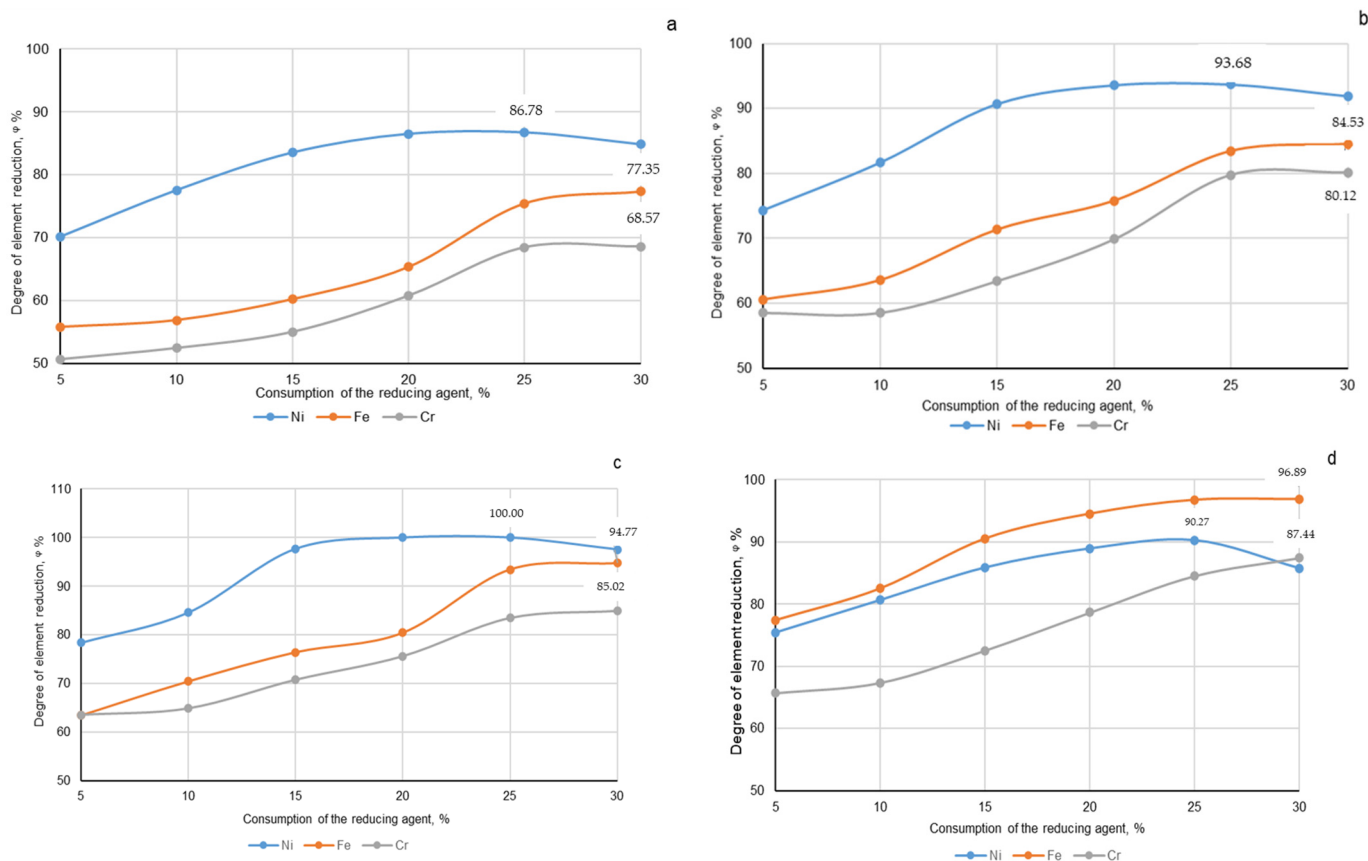 a
Degree of element reduction, φ %
100
90
80
70
60
50
86.78
77.35
68.57
5 10 15 20 25 30
Consumption of the reducing agent, %
Ni Fe Cr
b
Degree of element reduction, φ %
100
90
80
70
60
50
93.68
84.53
80.12
5 10 15 20 25 30
Consumption of the reducing agent, %
Ni Fe Cr
c
Degree of element reduction, φ %
110
100
90
80
70
60
50
100.00
94.77
85.02
5 10 15 20 25 30
Consumption of the reducing agent, %
Ni Fe Cr
d
Degree of element reduction, φ %
100
90
80
70
60
50
96.89
90.27
87.44
5 10 15 20 25 30
Consumption of the reducing agent, %
Ni Fe Cr